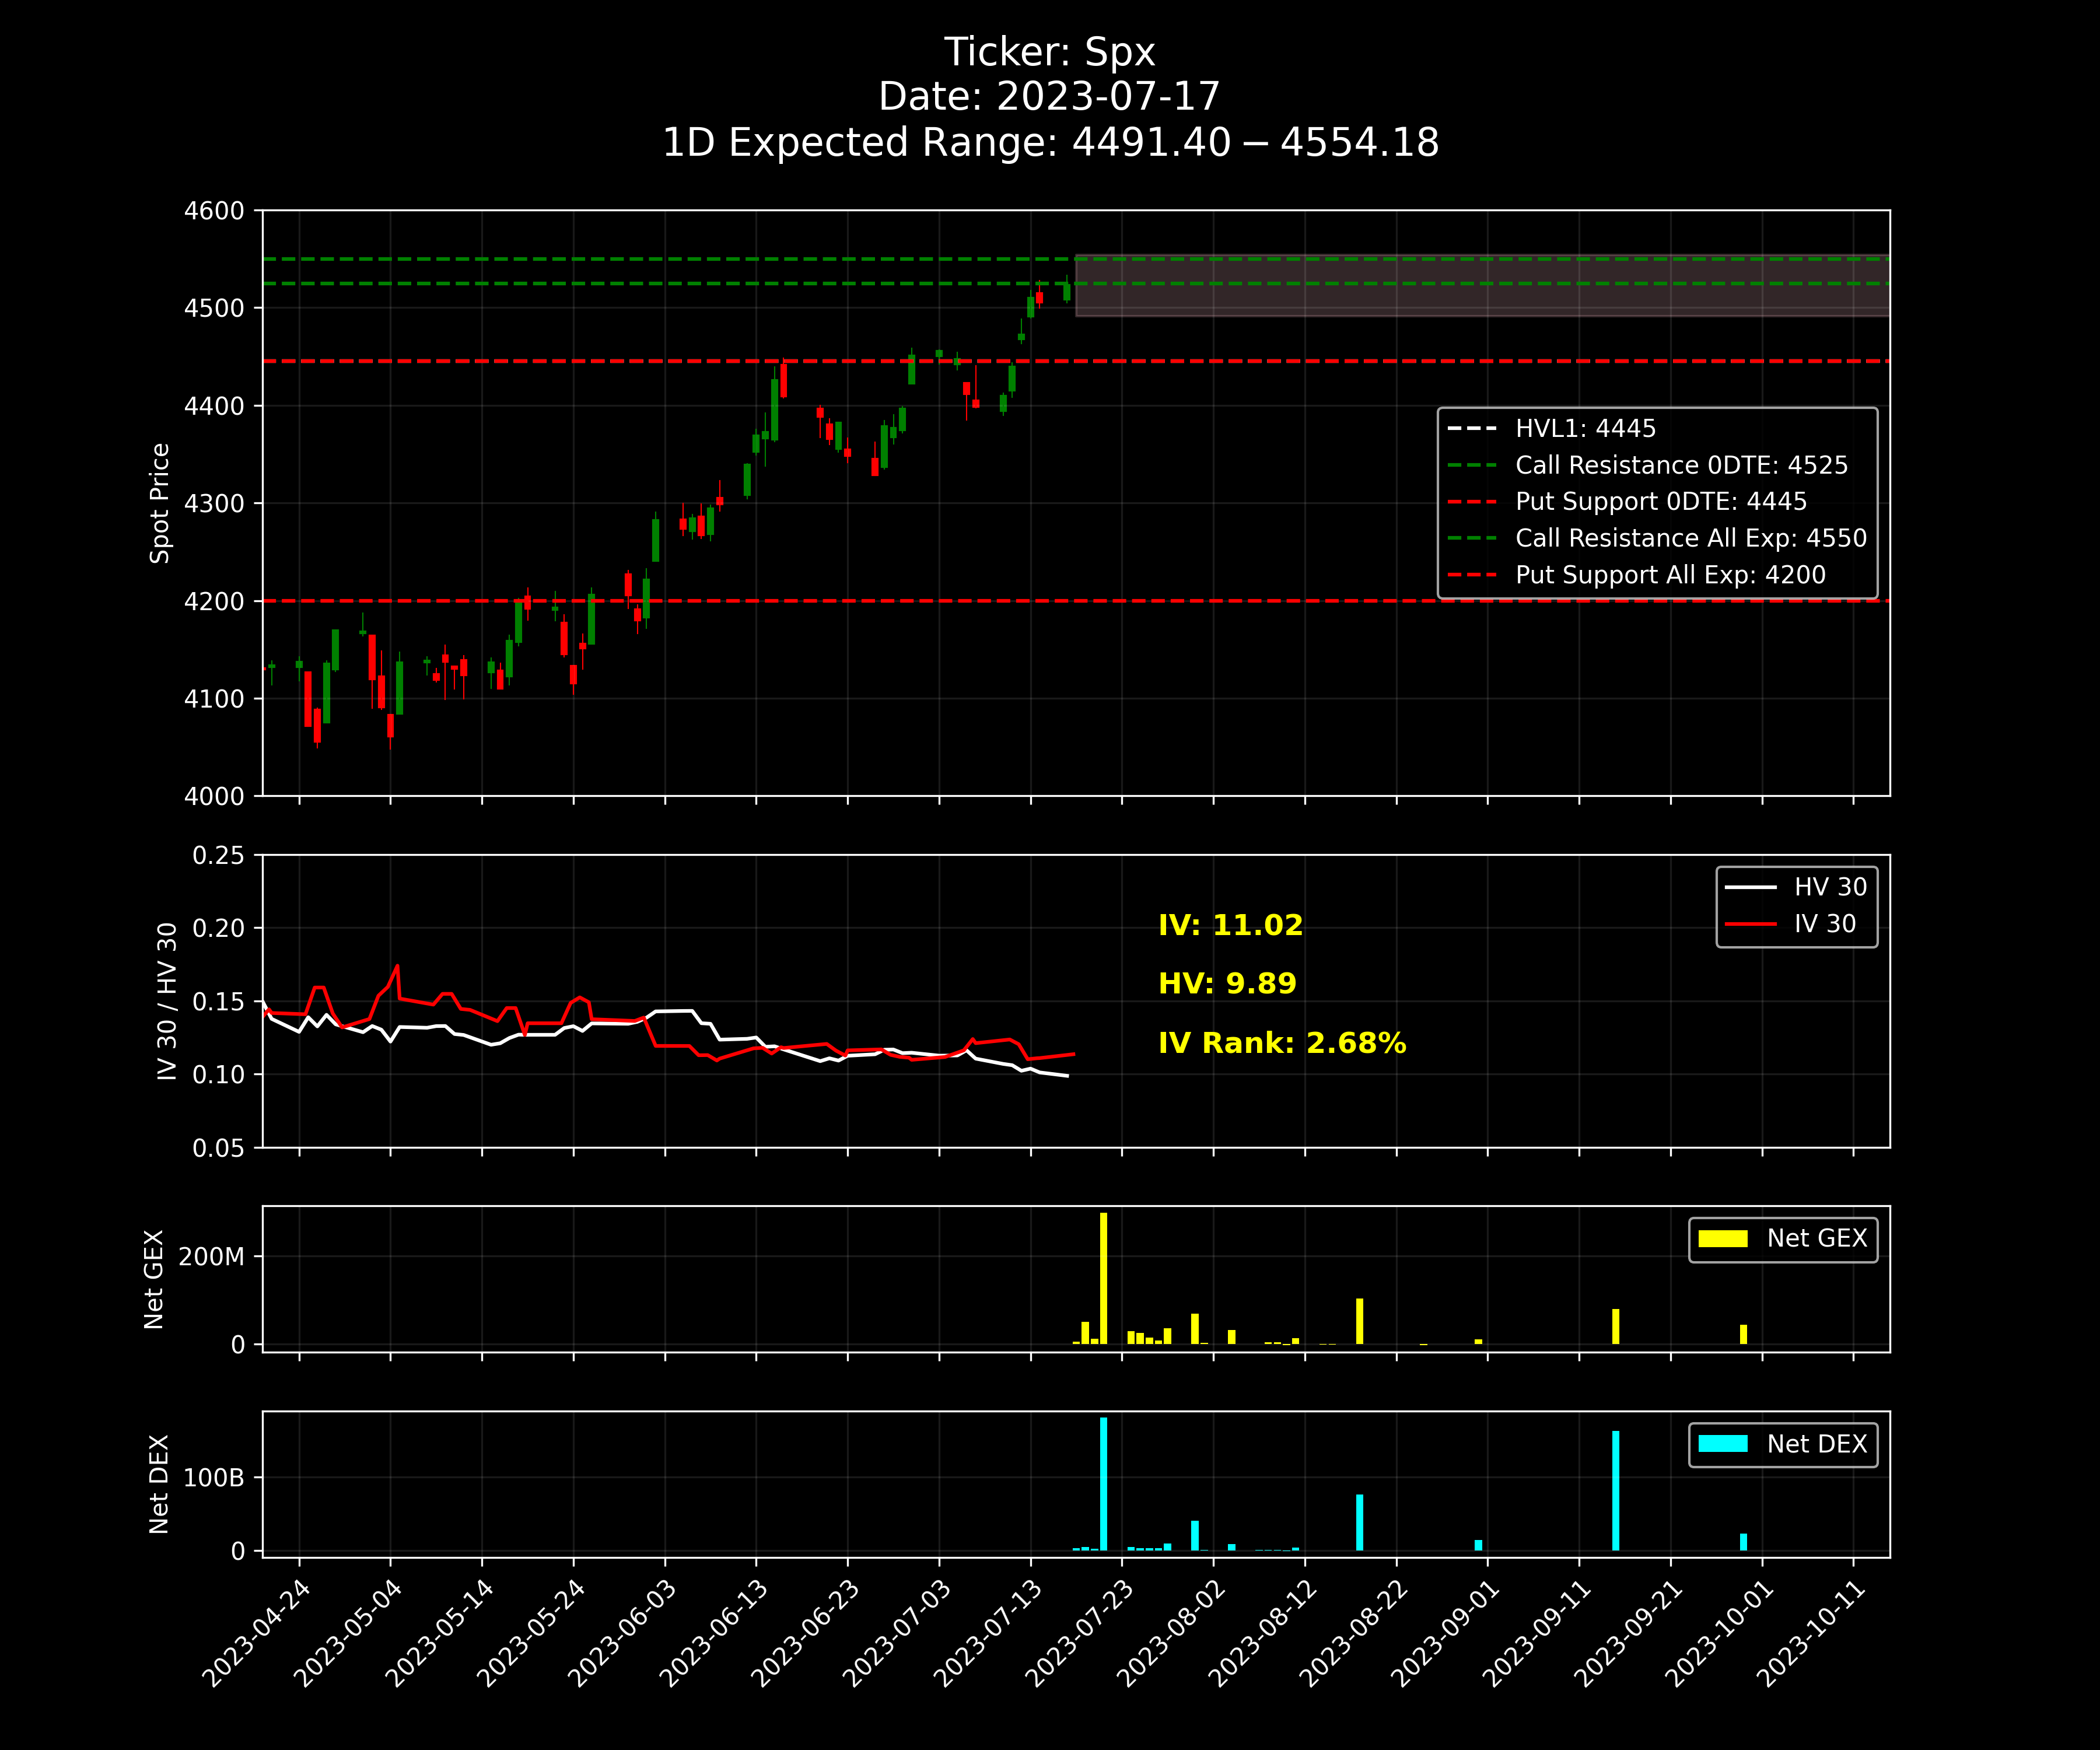 Ticker: Spx
Date: 2023-07-17
1D Expected Range: 4491.40 − 4554.18
4600
4500
4400
4300
4200
4100
4000
Spot Price
HVL1: 4445
Call Resistance 0DTE: 4525
Put Support 0DTE: 4445
Call Resistance All Exp: 4550
Put Support All Exp: 4200
0.25
0.20
0.15
0.10
0.05
IV 30 / HV 30
IV: 11.02
HV: 9.89
IV Rank: 2.68%
HV 30
IV 30
200M
0
Net GEX
Net GEX
100B
0
Net DEX
Net DEX
2023-04-24
2023-05-04
2023-05-14
2023-05-24
2023-06-03
2023-06-13
2023-06-23
2023-07-03
2023-07-13
2023-07-23
2023-08-02
2023-08-12
2023-08-22
2023-09-01
2023-09-11
2023-09-21
2023-10-01
2023-10-11